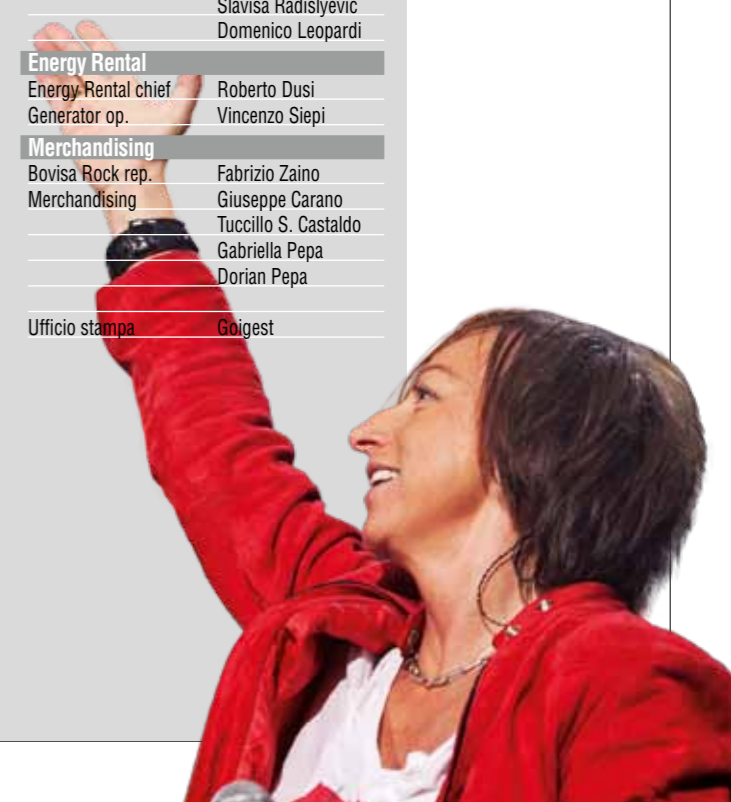 Slavisa Radislyevic
Domenico Leopardi
Energy Rental
Energy Rental chief Roberto Dusi
Generator op. Vincenzo Siepi
Merchandising
Bovisa Rock rep. Fabrizio Zaino
Merchandising Giuseppe Carano
Tuccillo S. Castaldo
Gabriella Pepa
Dorian Pepa
Ufficio stampa Goigest